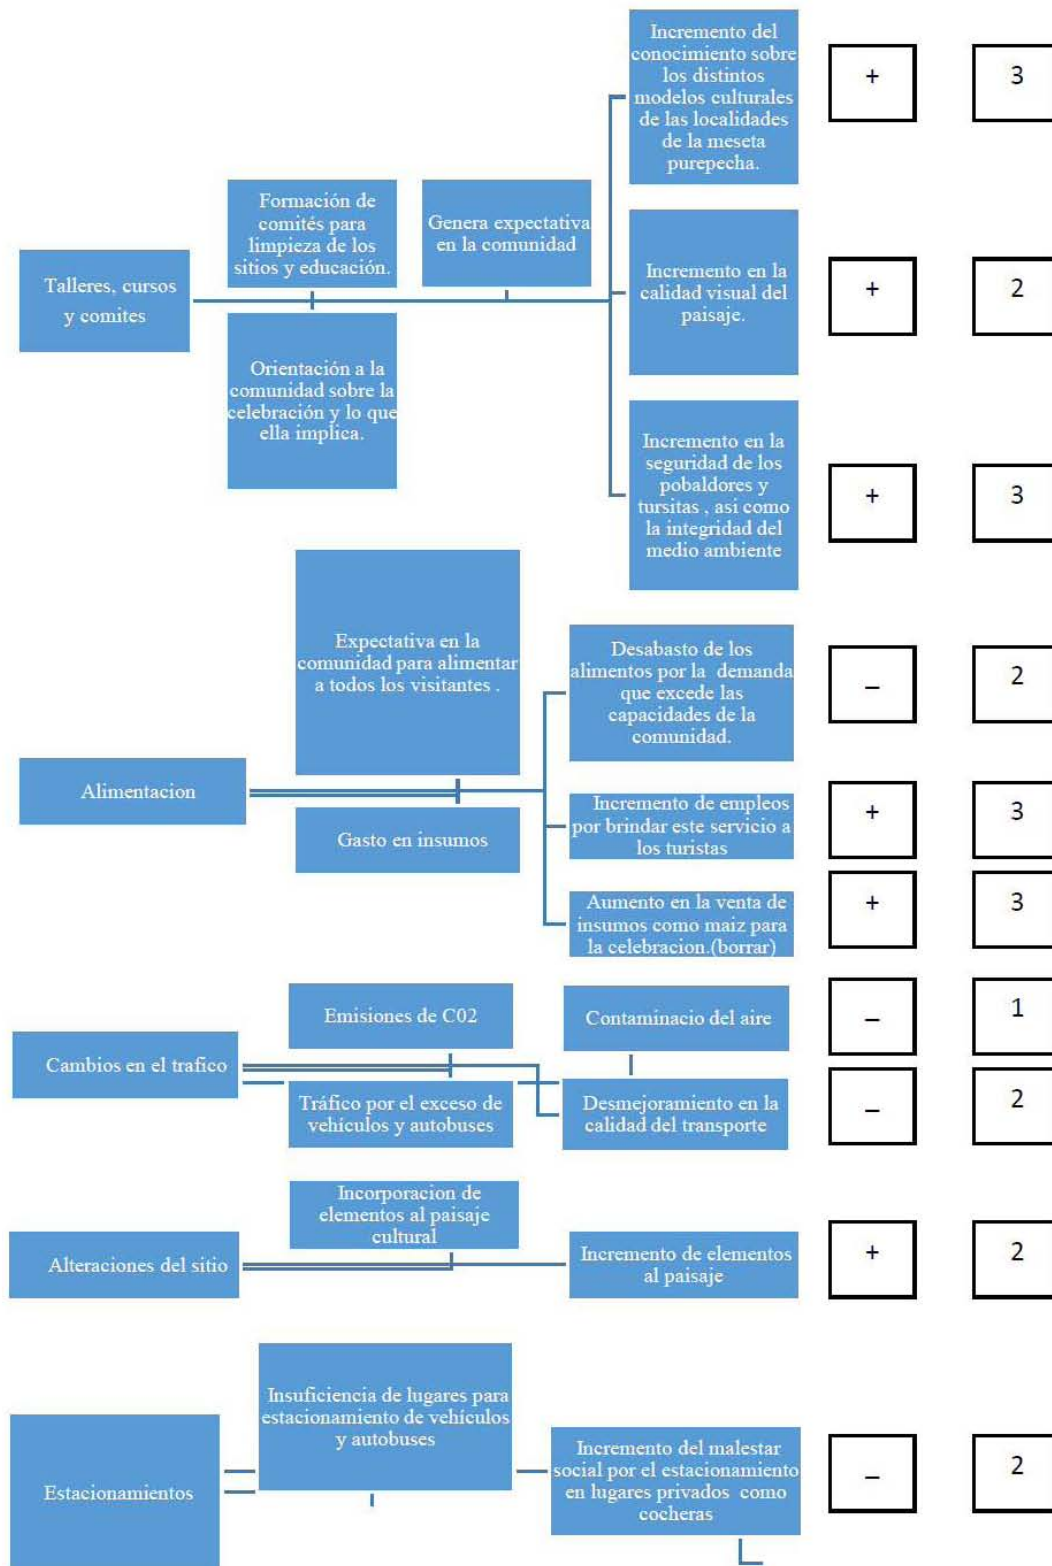 Talleres, cursos
y comites
Formación de
comités para
limpieza de los
sitios y educación.
Orientación a la
comunidad sobre la
celebración y lo que
ella implica.
Genera expectativa
en la comunidad
Incremento del
conocimiento sobre
los distintos
modelos culturales
de las localidades
de la meseta
purepecha.
+
3
Incremento en la
calidad visual del
paisaje.
+
2
Incremento en la
seguridad de los
pobaldores y
tursitas , asi como
la integridad del
medio ambiente
+
3
Alimentacion
Expectativa en la
comunidad para alimentar
a todos los visitantes .
Gasto en insumos
Desabasto de los
alimentos por la demanda
que excede las
capacidades de la
comunidad.
–
2
Incremento de empleos
por brindar este servicio a
los turistas
+
3
Aumento en la venta de
insumos como maiz para
la celebracion.(borrar)
+
3
Cambios en el trafico
Emisiones de C02
Tráfico por el exceso de
vehículos y autobuses
Contaminacio del aire
–
1
Desmejoramiento en la
calidad del transporte
–
2
Alteraciones del sitio
Incorporacion de
elementos al paisaje
cultural
Incremento de elementos
al paisaje
+
2
Estacionamientos
Insuficiencia de lugares para
estacionamiento de vehículos
y autobuses
Incremento del malestar
social por el estacionamiento
en lugares privados como
cocheras
–
2